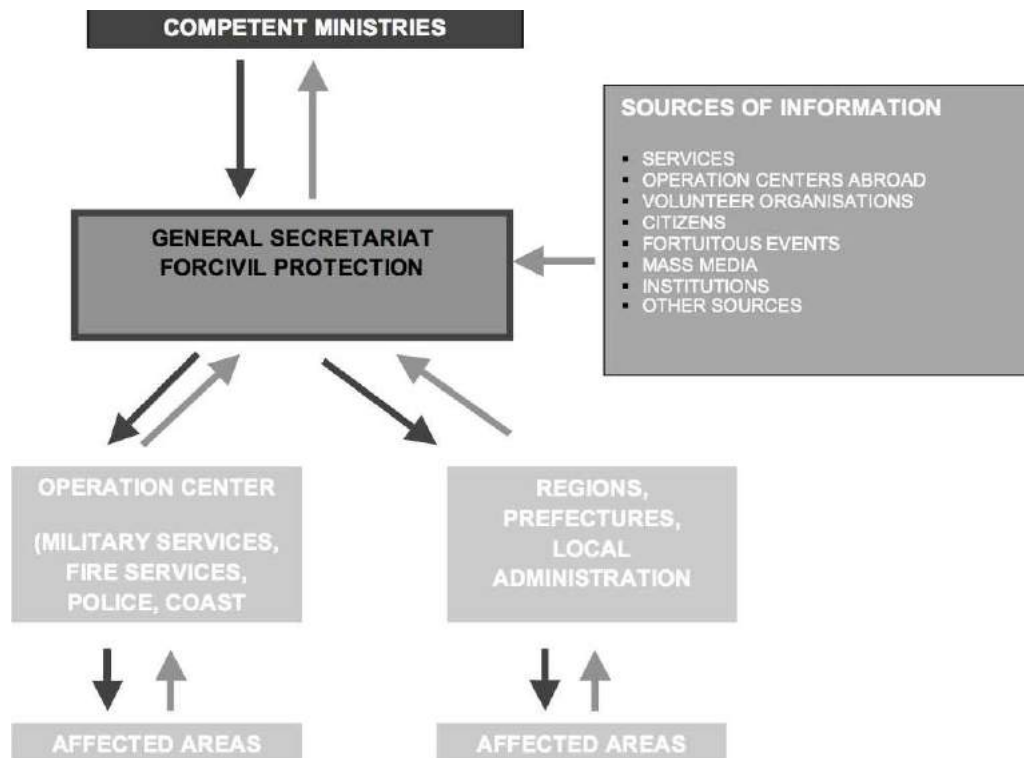 COMPETENT MINISTRIES
SOURCES OF INFORMATION
▪ SERVICES
▪ OPERATION CENTERS ABROAD
▪ VOLUNTEER ORGANISATIONS
▪ CITIZENS
▪ FORTUITOUS EVENTS
▪ MASS MEDIA
▪ INSTITUTIONS
▪ OTHER SOURCES
GENERAL SECRETARIAT
FORCIVIL PROTECTION
OPERATION CENTER
(MILITARY SERVICES,
FIRE SERVICES,
POLICE, COAST
REGIONS,
PREFECTURES,
LOCAL
ADMINISTRATION
AFFECTED AREAS
AFFECTED AREAS